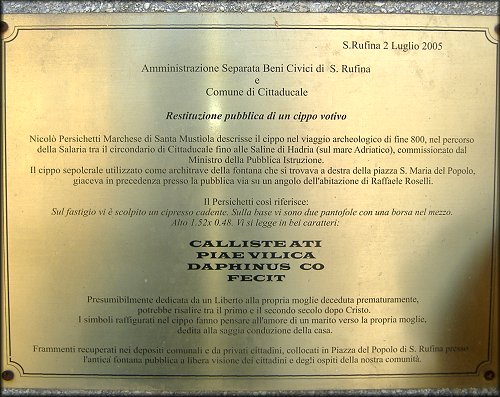 S.Rufina 2 Luglio 2005
Amministrazione Separata Beni Civici di S. Rufina
e
Comune di Cittaducale
Restituzione pubblica di un cippo votivo
Nicolò Persichetti Marchese di Santa Mustiola descrisse il cippo nel viaggio archeologico di fine 800, nel percorso
della Salaria tra il circondario di Cittaducale fino alle Saline di Hadria (sul mare Adriatico), commissionato dal
Ministro della Pubblica Istruzione.
Il cippo sepolcrale utilizzato come architrave della fontana che si trovava a destra della piazza S. Maria del Popolo,
giaceva in precedenza presso la pubblica via su un angolo dell'abitazione di Raffaele Roselli.
Il Persichetti così riferisce:
Sul fastigio vi è scolpito un cipresso cadente. Sulla base vi sono due pantofole con una borsa nel mezzo.
Alto 1.52x 0.48. Vi si legge in bei caratteri:
CALLISTE ATI
PIAE VILICA
DAPHINUS CO
FECIT
Presumibilmente dedicata da un Liberto alla propria moglie deceduta prematuramente,
potrebbe risalire tra il primo e il secondo secolo dopo Cristo.
I simboli raffigurati nel cippo fanno pensare all'amore di un marito verso la propria moglie,
dedita alla saggia conduzione della casa.
Frammenti recuperati nei depositi comunali e da privati cittadini, collocati in Piazza del Popolo di S. Rufina presso
l'antica fontana pubblica a libera visione dei cittadini e degli ospiti della nostra comunità.